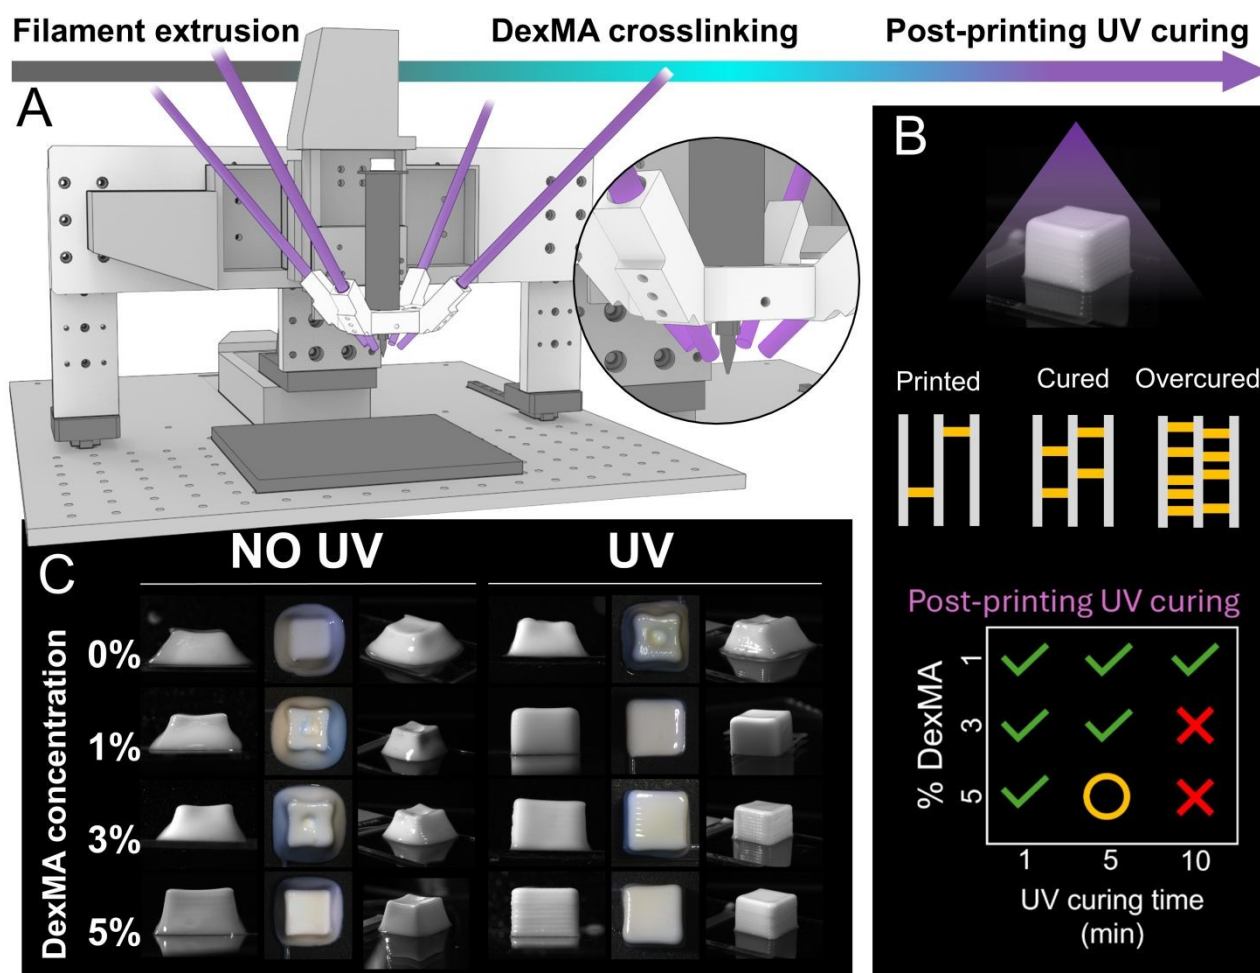 Filament extrusion
DexMA crosslinking
Post-printing UV curing
A
B
Printed
Cured
Overcured
Post-printing UV curing
% DexMA
1
3
5
1 5 10
UV curing time
(min)
C
NO UV
UV
DexMA concentration
0%
1%
3%
5%